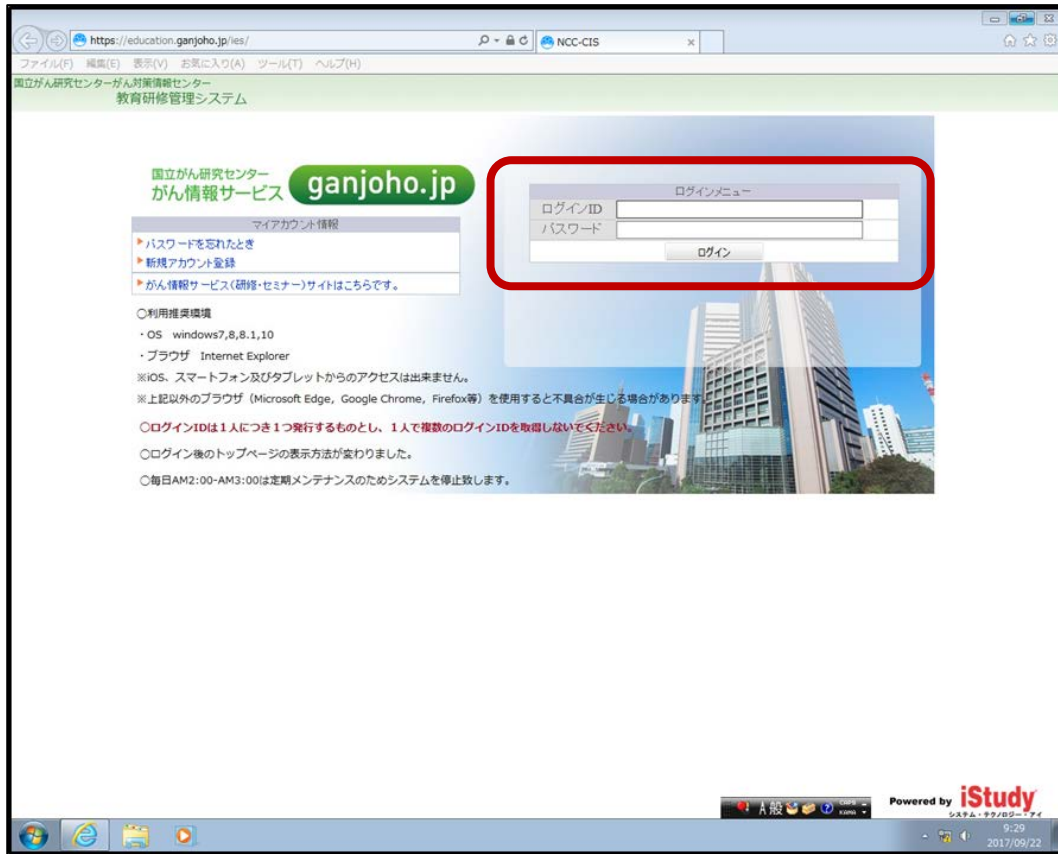 https://education.ganjoho.jp/ies/
NCC-CIS
ファイル(F) 編集(E) 表示(V) お気に入り(A) ツール(T) ヘルプ(H)
国立がん研究センターがん対策情報センター
教育研修管理システム
国立がん研究センター
がん情報サービス
ganjoho.jp
ログインメニュー
ログインID
パスワード
ログイン
マイアカウント情報
パスワードを忘れたとき
新規アカウント登録
がん情報サービス(研修・セミナー)サイトはこちらです。
○利用推奨環境
・OS windows7,8,8.1,10
・ブラウザ Internet Explorer
※iOS、スマートフォン及びタブレットからのアクセスは出来ません。
※上記以外のブラウザ（Microsoft Edge，Google Chrome，Firefox等）を使用すると不具合が生じる場合があります。
○ログインIDは１人につき１つ発行するものとし、１人で複数のログインIDを取得しないでください。
○ログイン後のトップページの表示方法が変わりました。
○毎日AM2:00-AM3:00は定期メンテナンスのためシステムを停止致します。
Powered by iStudy
システム・テクノロジー・アイ
A 般 CAPS KANA
9:29
2017/09/22